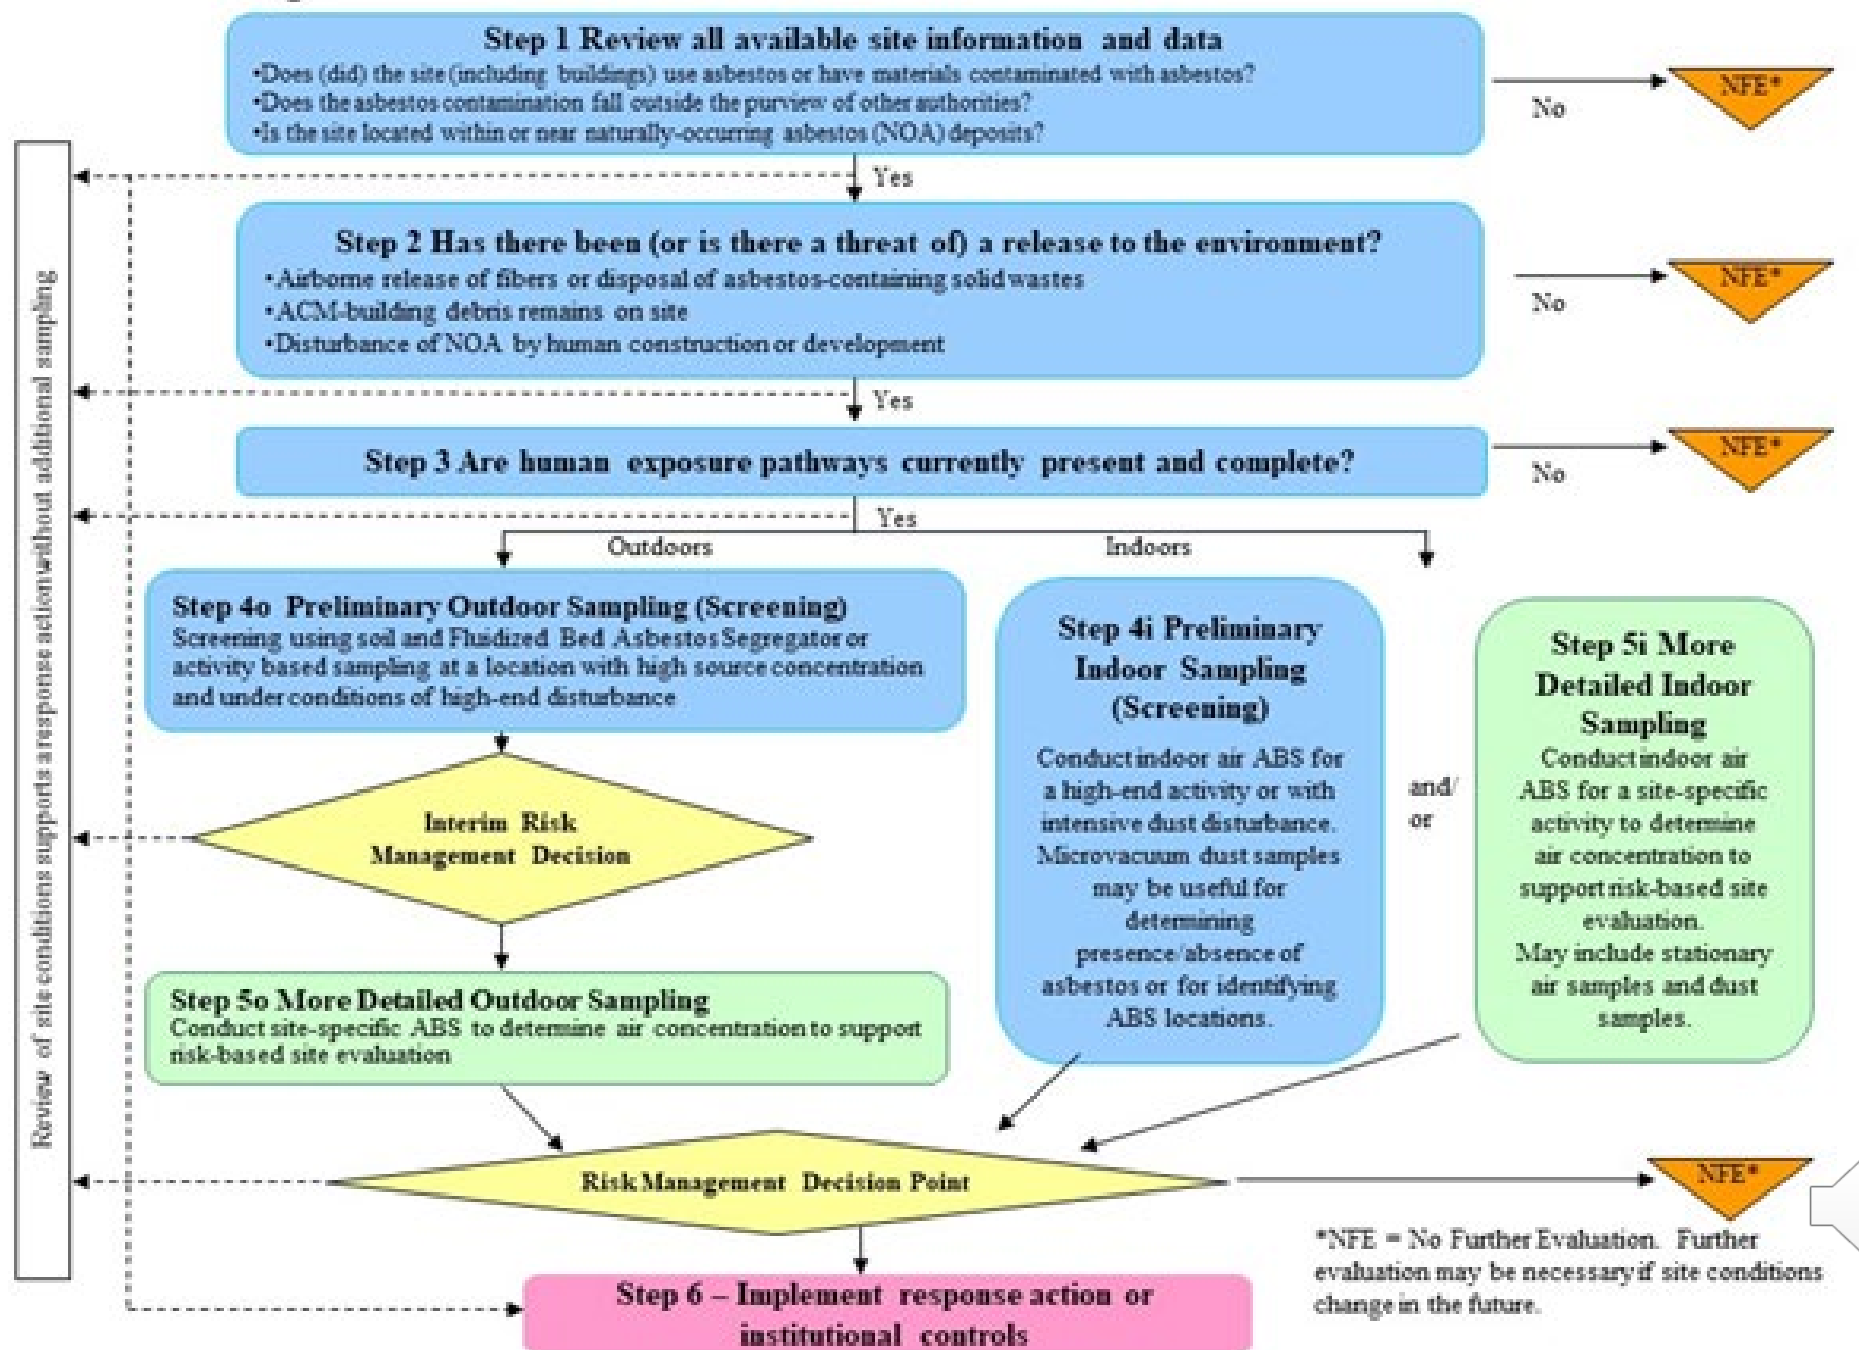 Step 1 Review all available site information and data
•Does (did) the site (including buildings) use asbestos or have materials contaminated with asbestos?
•Does the asbestos contamination fall outside the purview of other authorities?
•Is the site located within or near naturally-occurring asbestos (NOA) deposits?
No
NFE*
Yes
Step 2 Has there been (or is there a threat of) a release to the environment?
•Airborne release of fibers or disposal of asbestos-containing solid wastes
•ACM-building debris remains on site
•Disturbance of NOA by human construction or development
No
NFE*
Yes
Step 3 Are human exposure pathways currently present and complete?
No
NFE*
Yes
Outdoors
Indoors
Review of site conditions supports a response action without additional sampling
Step 4o Preliminary Outdoor Sampling (Screening)
Screening using soil and Fluidized Bed Asbestos Segregator or
activity based sampling at a location with high source concentration
and under conditions of high-end disturbance
Interim Risk
Management Decision
Step 5o More Detailed Outdoor Sampling
Conduct site-specific ABS to determine air concentration to support
risk-based site evaluation
Step 4i Preliminary
Indoor Sampling
(Screening)
Conduct indoor air ABS for
a high-end activity or with
intensive dust disturbance.
Microvacuum dust samples
may be useful for
determining
presence/absence of
asbestos or for identifying
ABS locations.
and/
or
Step 5i More
Detailed Indoor
Sampling
Conduct indoor air
ABS for a site-specific
activity to determine
air concentration to
support risk-based site
evaluation.
May include stationary
air samples and dust
samples.
Risk Management Decision Point
NFE*
*NFE = No Further Evaluation. Further
evaluation may be necessary if site conditions
change in the future.
Step 6 – Implement response action or
institutional controls